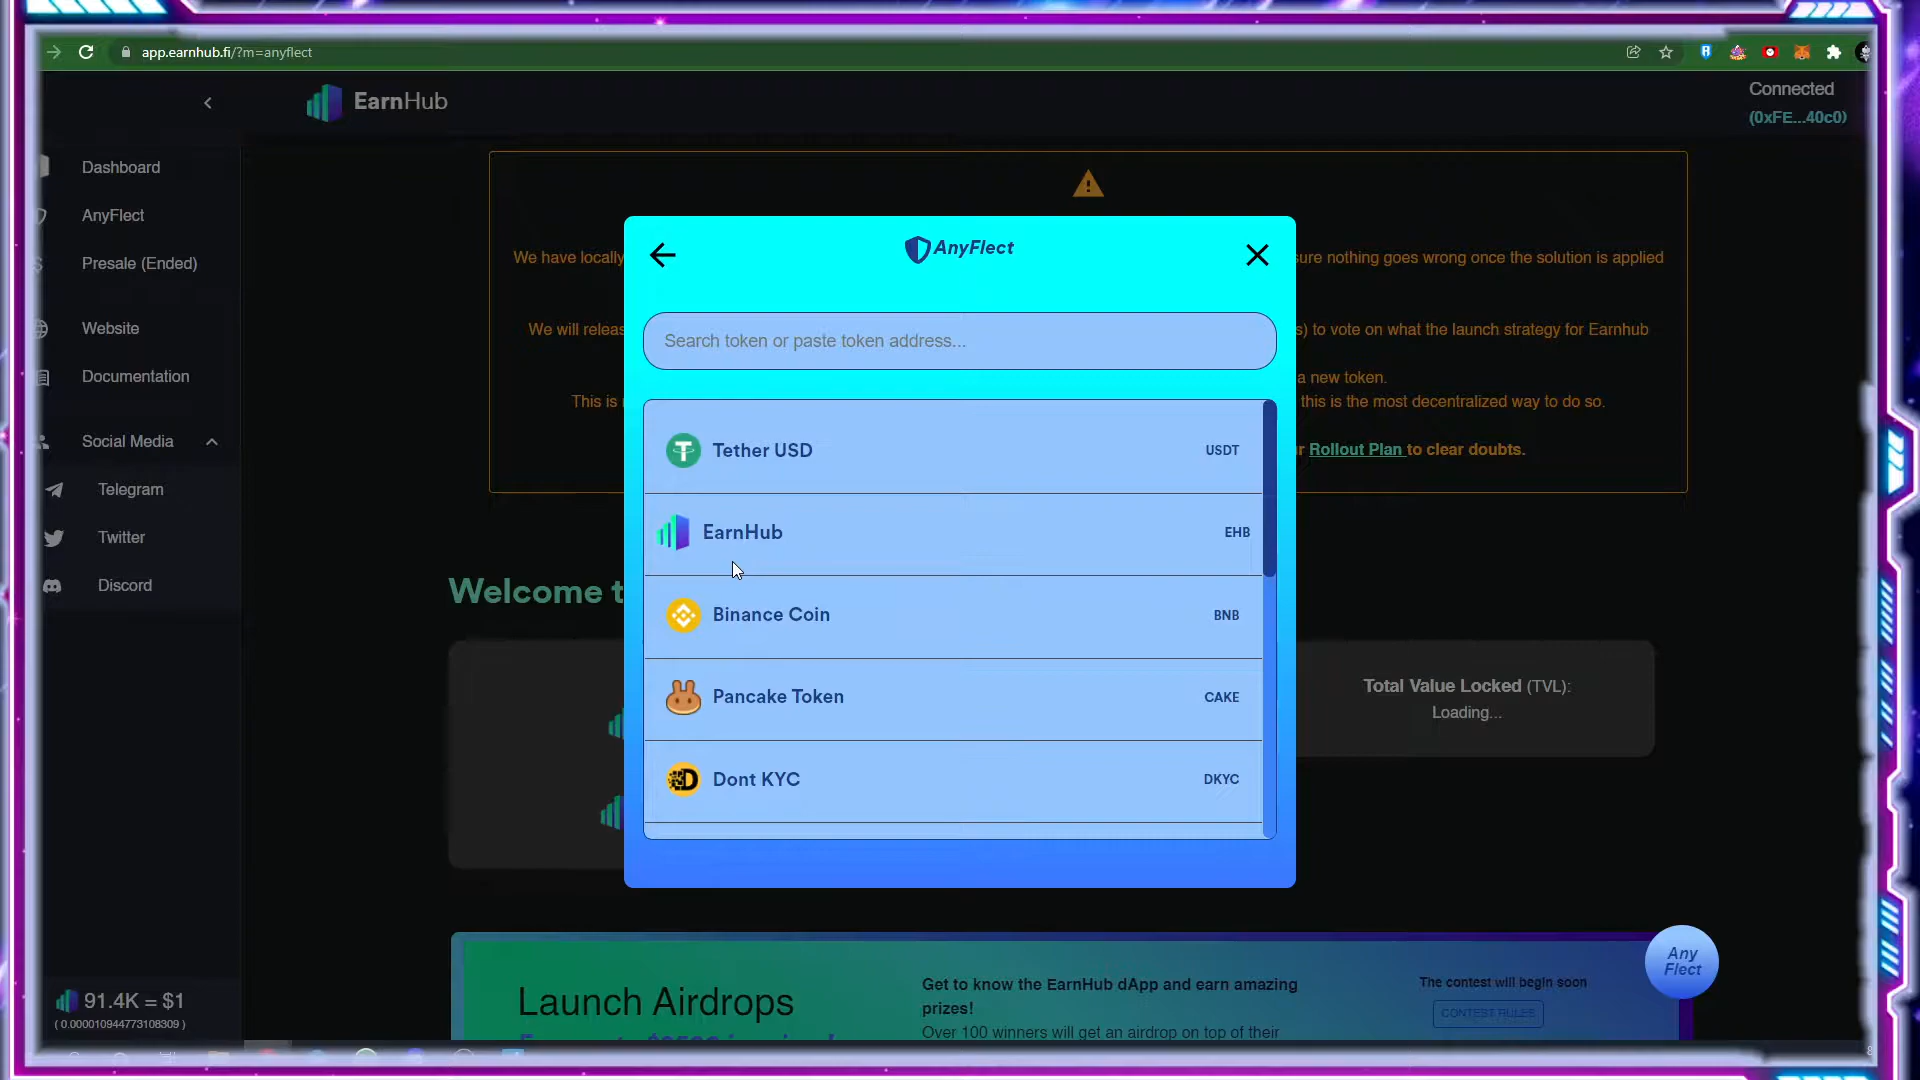 app.earnhub.fi/?m=anyflect
EarnHub
Connected
(0xFE...40c0)
Dashboard
AnyFlect
Presale (Ended)
Website
Documentation
Social Media
Telegram
Twitter
Discord
91.4K = $1
( 0.000010944773108309 )
We have locally
sure nothing goes wrong once the solution is applied
We will releas
s) to vote on what the launch strategy for Earnhub
a new token.
This is
this is the most decentralized way to do so.
r Rollout Plan to clear doubts.
AnyFlect
Search token or paste token address...
Tether USD USDT
EarnHub EHB
Binance Coin BNB
Pancake Token CAKE
Dont KYC DKYC
Welcome t
Total Value Locked (TVL):
Loading...
Launch Airdrops
Get to know the EarnHub dApp and earn amazing
prizes!
Over 100 winners will get an airdrop on top of their
The contest will begin soon
CONTEST RULES
Any
Flect